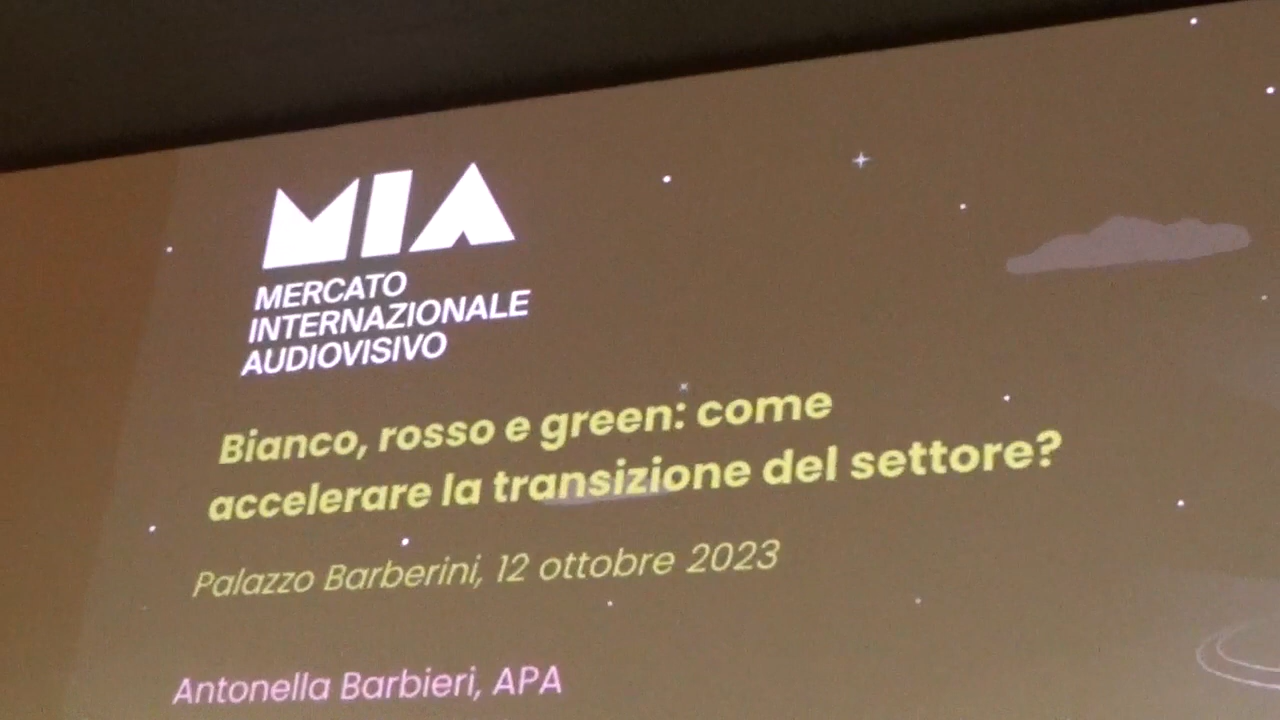 MIA
MERCATO
INTERNAZIONALE
AUDIOVISIVO
Bianco, rosso e green: come
accelerare la transizione del settore?
Palazzo Barberini, 12 ottobre 2023
Antonella Barbieri, APA